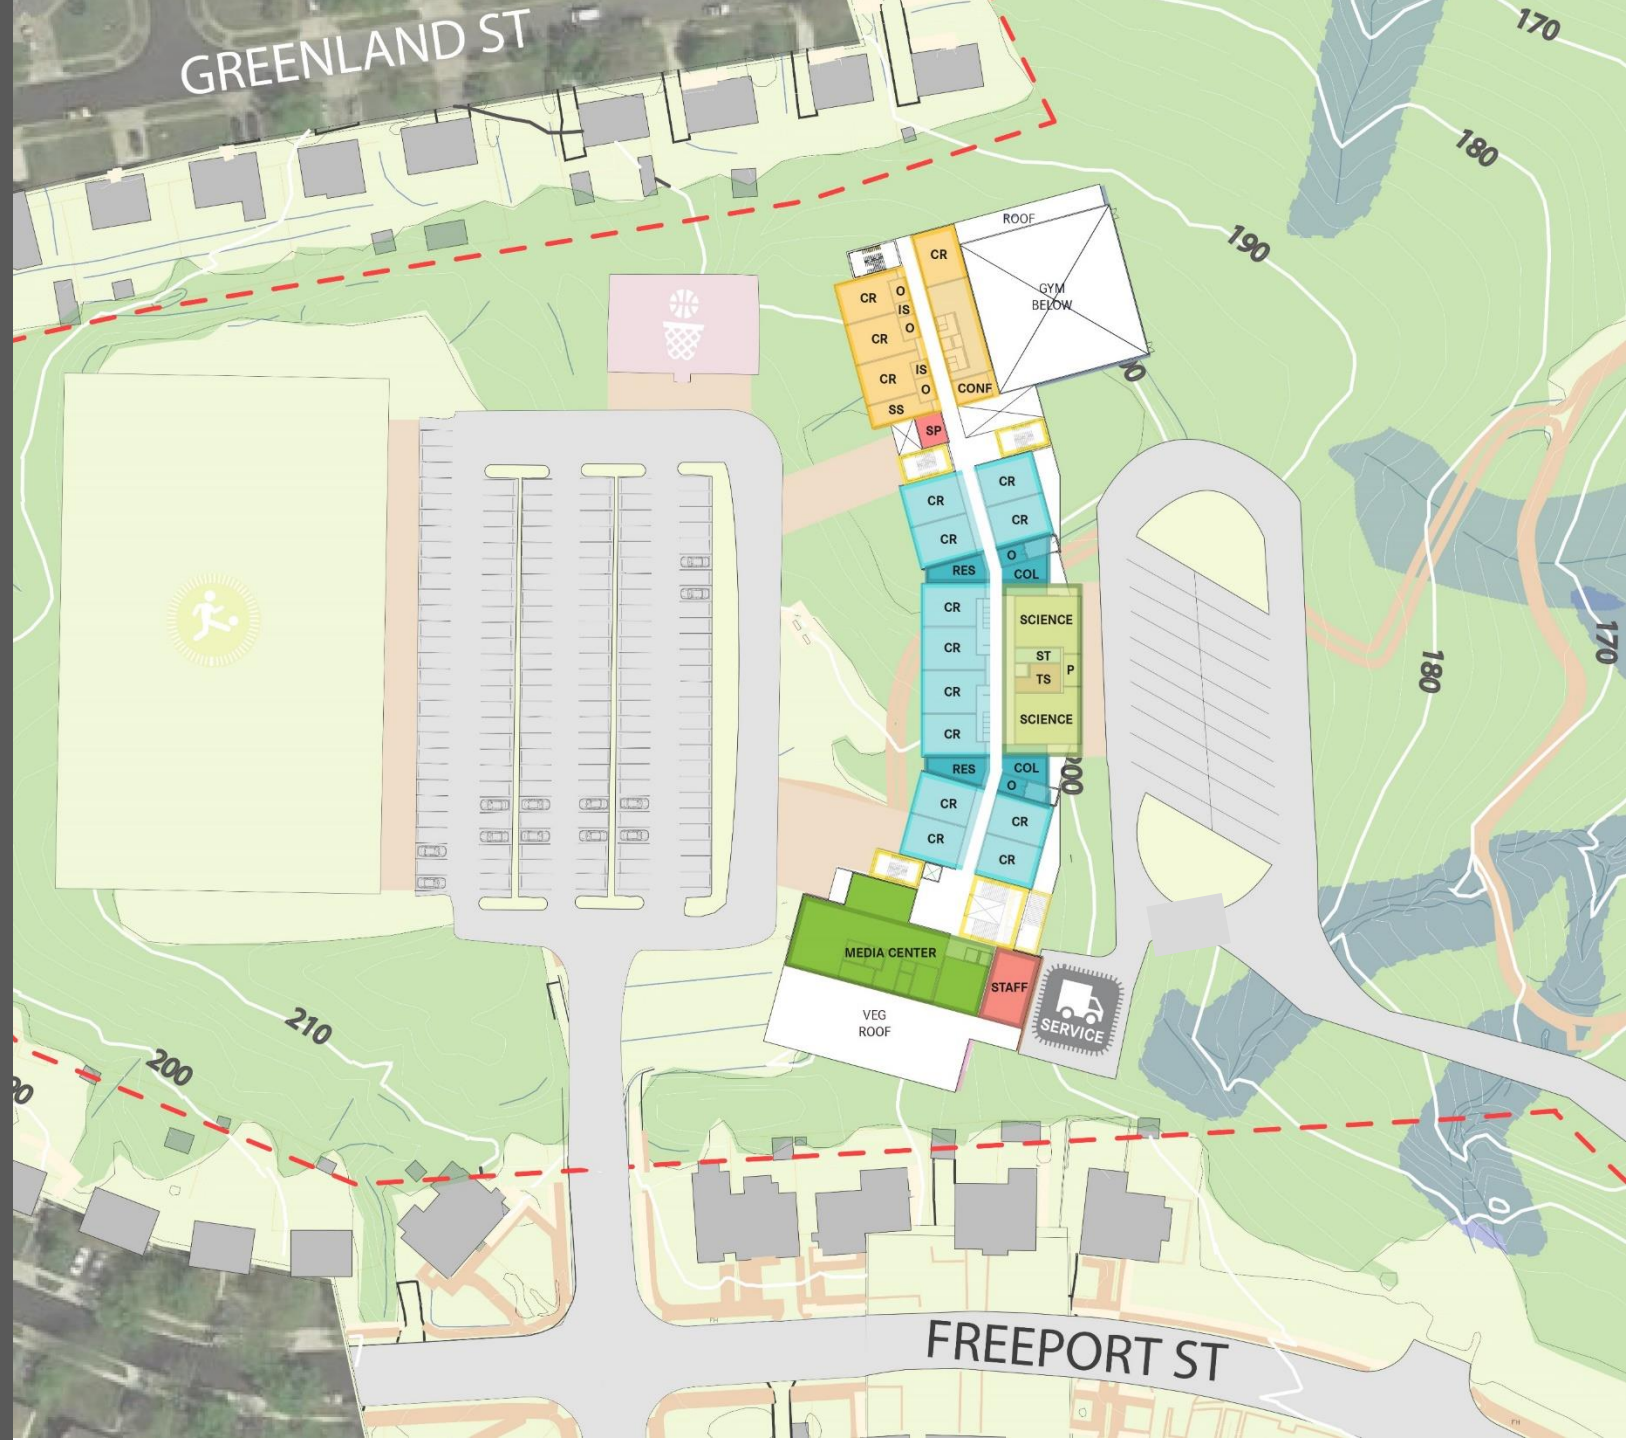 GREENLAND ST
170
180
190
ROOF
CR
GYM
BELOW
CR
O
IS
O
CR
IS
CR
O
CONF
SS
SP
CR
CR
CR
CR
O
RES
COL
CR
SCIENCE
CR
ST
P
TS
CR
SCIENCE
CR
180
170
RES
COL
O
CR
CR
CR
CR
MEDIA CENTER
STAFF
VEG
ROOF
SERVICE
210
200
FREEPORT ST
FH
FH